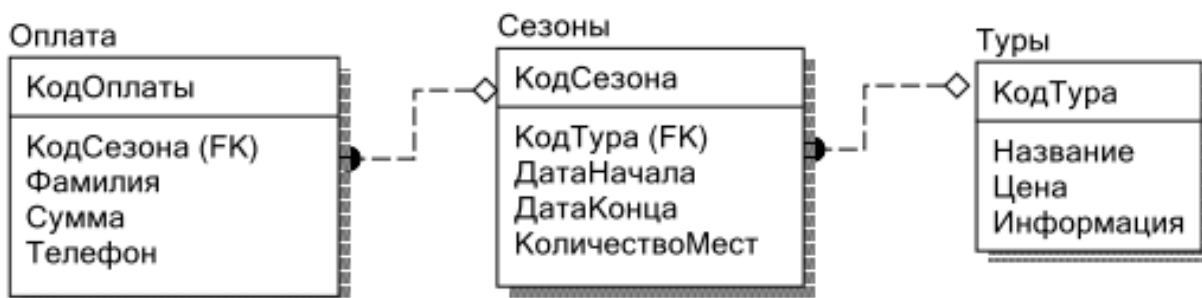 Оплата
КодОплаты
КодСезона (FK)
Фамилия
Сумма
Телефон
Сезоны
КодСезона
КодТура (FK)
ДатаНачала
ДатаКонца
КоличествоМест
Туры
КодТура
Название
Цена
Информация